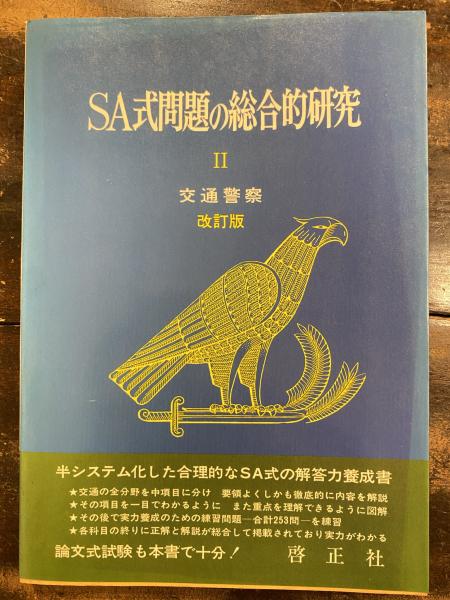 SA式問題の総合的研究
II
交通警察
改訂版
半システム化した合理的なSA式の解答力養成書
★交通の全分野を中項目に分け 要領よくしかも徹底的に内容を解説
★その項目を一目でわかるように また重点を理解できるように図解
★その後で実力養成のための練習問題―合計253問―を練習
★各科目の終りに正解と解説が総合して掲載されており実力がわかる
論文式試験も本書で十分! 啓正社